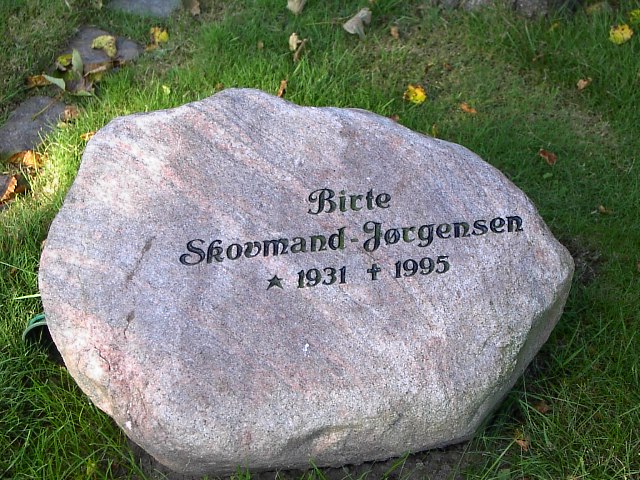 Birte
Skovmand-Jørgensen
★ 1931 ✝ 1995